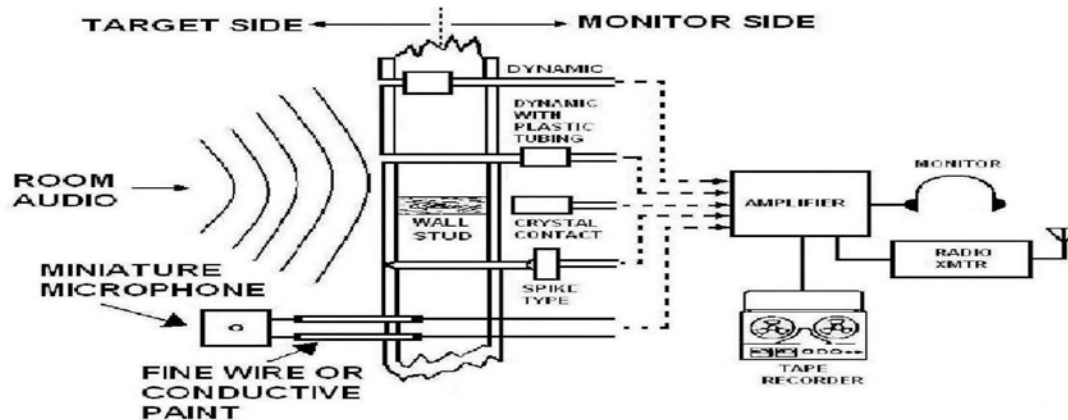 TARGET SIDE
MONITOR SIDE
DYNAMIC
DYNAMIC
WITH
PLASTIC
TUBING
ROOM
AUDIO
MONITOR
AMPLIFIER
WALL
STUD
CRYSTAL
CONTACT
RADIO
XMTR
MINIATURE
MICROPHONE
SPIKE
TYPE
FINE WIRE OR
CONDUCTIVE
PAINT
TAPE
RECORDER